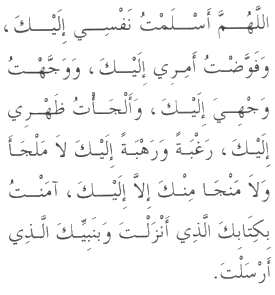 اللَّهُمَّ أَسْلَمْتُ نَفْسِي إِلَيْكَ،
وَفَوَّضْتُ أَمْرِي إِلَيْكَ، وَوَجَّهْتُ
وَجْهِيَ إِلَيْكَ، وَأَلْجَأْتُ ظَهْرِي
إِلَيْكَ، رَغْبَةً وَرَهْبَةً إِلَيْكَ لاَ مَلْجَأَ
وَلاَ مَنْجَا مِنْكَ إِلاَّ إِلَيْكَ، آمَنْتُ
بِكِتَابِكَ الَّذِي أَنْزَلْتَ وَبِنَبِيِّكَ الَّذِي
أَرْسَلْتَ.